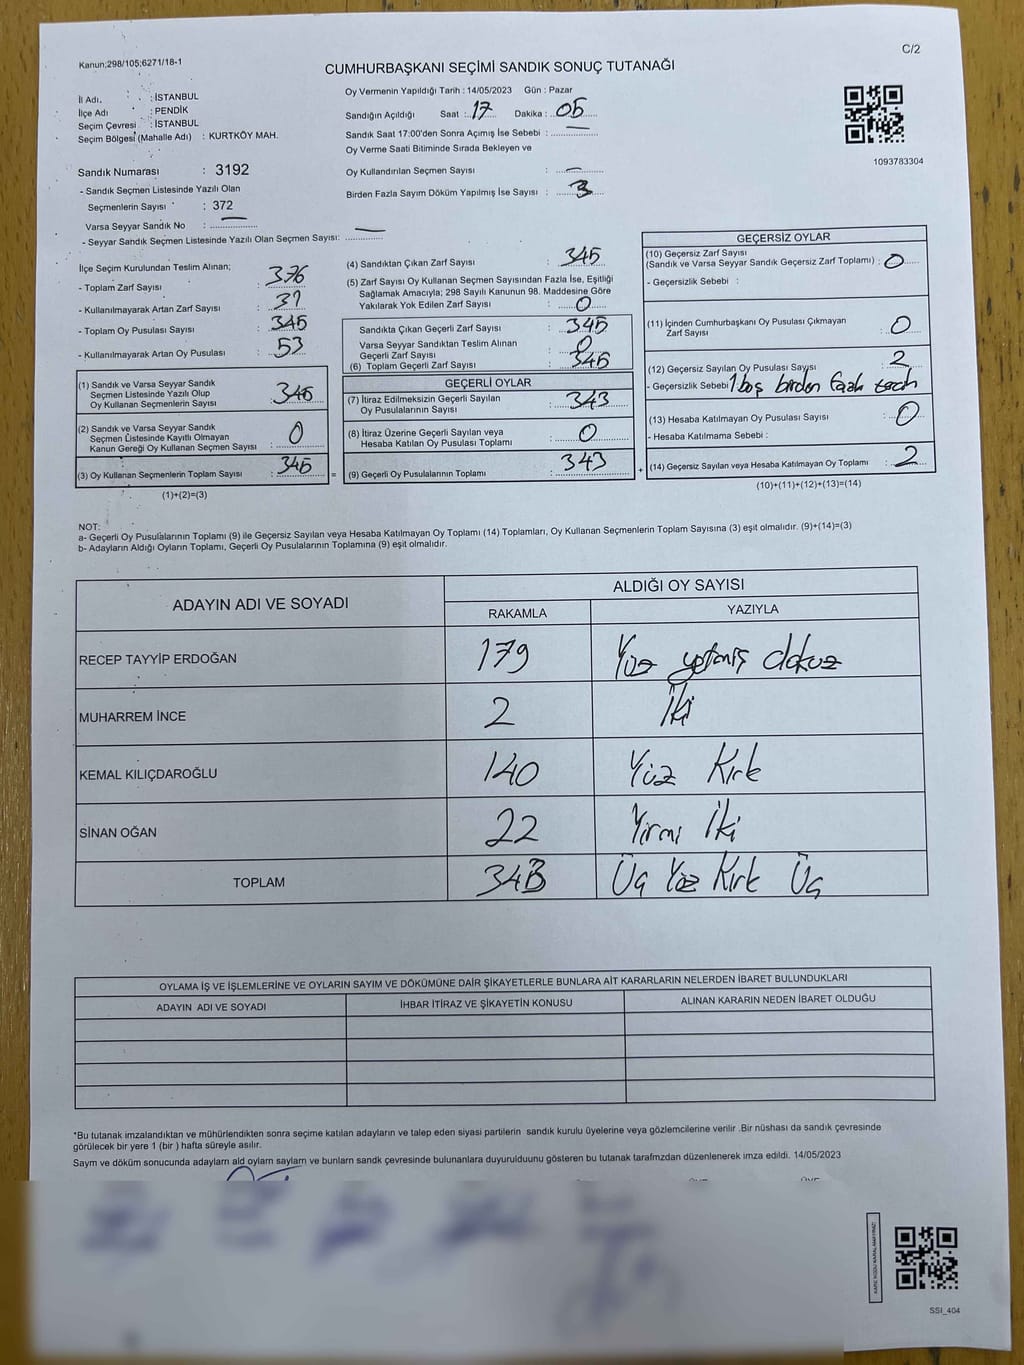 C/2
Kanun;298/105;6271/18-1
CUMHURBAŞKANI SEÇİMİ SANDIK SONUÇ TUTANAĞI
İl Adı. : İSTANBUL
İlçe Adı : PENDİK
Seçim Çevresi : İSTANBUL
Seçim Bölgesi (Mahalle Adı) : KURTKÖY MAH.
Sandık Numarası : 3192
- Sandık Seçmen Listesinde Yazılı Olan
Seçmenlerin Sayısı : 372
Varsa Seyyar Sandık No : —
- Seyyar Sandık Seçmen Listesinde Yazılı Olan Seçmen Sayısı: —
Oy Vermenin Yapıldığı Tarih : 14/05/2023 Gün : Pazar
Sandığın Açıldığı Saat : 17 Dakika : 05
Sandık Saat 17:00'den Sonra Açımış İse Sebebi : —
Oy Verme Saati Bitiminde Sırada Bekleyen ve
Oy Kullandırılan Seçmen Sayısı : —
Birden Fazla Sayım Döküm Yapılmış İse Sayısı : 3
1093783304
İlçe Seçim Kurulundan Teslim Alınan;
- Toplam Zarf Sayısı : 376
- Kullanılmayarak Artan Zarf Sayısı : 31
- Toplam Oy Pusulası Sayısı : 345
- Kullanılmayarak Artan Oy Pusulası : 53
(1) Sandık ve Varsa Seyyar Sandık
Seçmen Listesinde Yazılı Olup
Oy Kullanan Seçmenlerin Sayısı : 345
(2) Sandık ve Varsa Seyyar Sandık
Seçmen Listesinde Kayıtlı Olmayan
Kanun Gereği Oy Kullanan Seçmen Sayısı : 0
(3) Oy Kullanan Seçmenlerin Toplam Sayısı : 345
(1)+(2)=(3)
=
(4) Sandıktan Çıkan Zarf Sayısı : 345
(5) Zarf Sayısı Oy Kullanan Seçmen Sayısından Fazla İse, Eşitliği
Sağlamak Amacıyla; 298 Sayılı Kanunun 98. Maddesine Göre
Yakılarak Yok Edilen Zarf Sayısı : 0
Sandıkta Çıkan Geçerli Zarf Sayısı : 345
Varsa Seyyar Sandıktan Teslim Alınan
Geçerli Zarf Sayısı : 0
(6) Toplam Geçerli Zarf Sayısı : 345
GEÇERLİ OYLAR
(7) İtiraz Edilmeksizin Geçerli Sayılan
Oy Pusulalarının Sayısı : 343
(8) İtiraz Üzerine Geçerli Sayılan veya
Hesaba Katılan Oy Pusulası Toplamı : 0
(9) Geçerli Oy Pusulalarının Toplamı : 343
+
GEÇERSİZ OYLAR
(10) Geçersiz Zarf Sayısı
(Sandık ve Varsa Seyyar Sandık Geçersiz Zarf Toplamı) : 0
- Geçersizlik Sebebi :
(11) İçinden Cumhurbaşkanı Oy Pusulası Çıkmayan
Zarf Sayısı : 0
(12) Geçersiz Sayılan Oy Pusulası Sayısı : 2
- Geçersizlik Sebebi 1 boş birden fazla tercih
(13) Hesaba Katılmayan Oy Pusulası Sayısı : 0
- Hesaba Katılmama Sebebi :
(14) Geçersiz Sayılan veya Hesaba Katılmayan Oy Toplamı : 2
(10)+(11)+(12)+(13)=(14)
NOT:
a- Geçerli Oy Pusulalarının Toplamı (9) ile Geçersiz Sayılan veya Hesaba Katılmayan Oy Toplamı (14) Toplamları, Oy Kullanan Seçmenlerin Toplam Sayısına (3) eşit olmalıdır. (9)+(14)=(3)
b- Adayların Aldığı Oyların Toplamı, Geçerli Oy Pusulalarının Toplamına (9) eşit olmalıdır.
ADAYIN ADI VE SOYADI ALDIĞI OY SAYISI
RAKAMLA YAZIYLA
RECEP TAYYİP ERDOĞAN 179 Yüz yetmiş dokuz
MUHARREM İNCE 2 İki
KEMAL KILIÇDAROĞLU 140 Yüz Kırk
SİNAN OĞAN 22 Yirmi İki
TOPLAM 343 Üç Yüz Kırk Üç
OYLAMA İŞ VE İŞLEMLERİNE VE OYLARIN SAYIM VE DÖKÜMÜNE DAİR ŞİKAYETLERLE BUNLARA AİT KARARLARIN NELERDEN İBARET BULUNDUKLARI
ADAYIN ADI VE SOYADI İHBAR İTİRAZ VE ŞİKAYETİN KONUSU ALINAN KARARIN NEDEN İBARET OLDUĞU
*Bu tutanak imzalandıktan ve mühürlendikten sonra seçime katılan adayların ve talep eden siyasi partilerin sandık kurulu üyelerine veya gözlemcilerine verilir .Bir nüshası da sandık çevresinde
görülecek bir yere 1 (bir ) hafta süreyle asılır.
Sayım ve döküm sonucunda adayların ald oyların sayları ve bunların sandk çevresinde bulunanlara duyurulduunu gösteren bu tutanak tarafımzdan düzenlenerek imza edildi. 14/05/2023
SSI_404